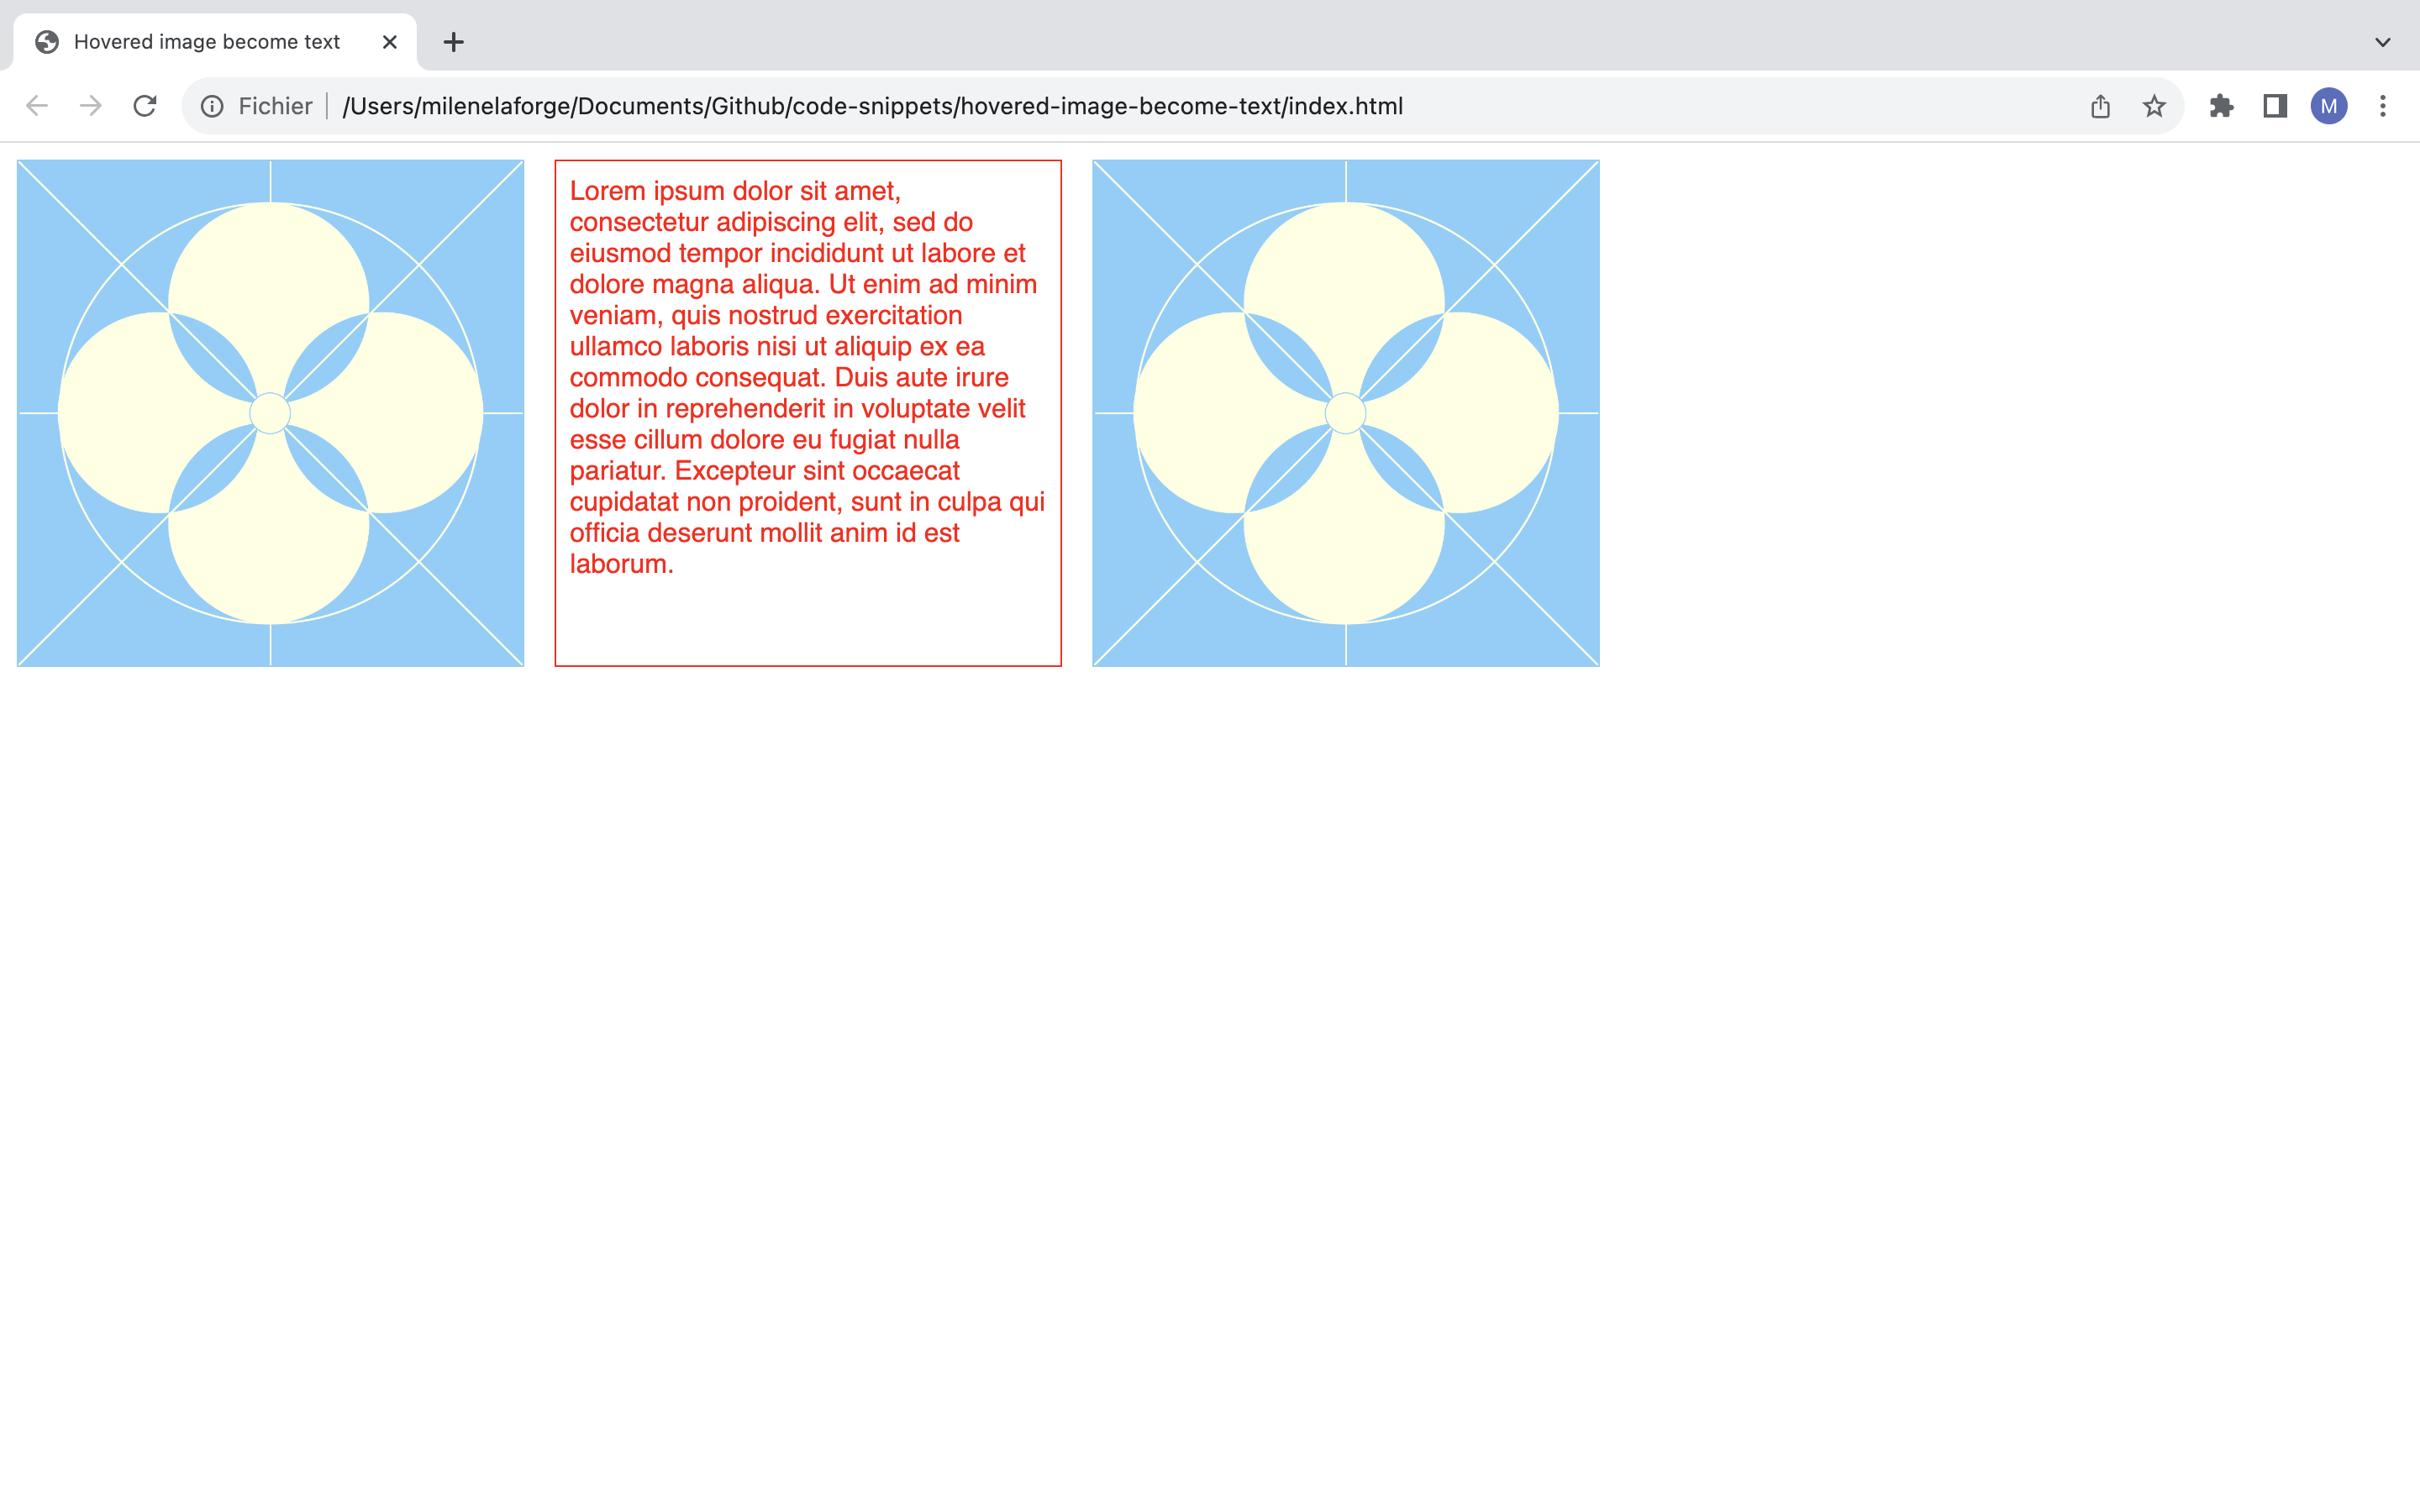 Hovered image become text
Fichier
/Users/milenelaforge/Documents/Github/code-snippets/hovered-image-become-text/index.html
M
Lorem ipsum dolor sit amet,
consectetur adipiscing elit, sed do
eiusmod tempor incididunt ut labore et
dolore magna aliqua. Ut enim ad minim
veniam, quis nostrud exercitation
ullamco laboris nisi ut aliquip ex ea
commodo consequat. Duis aute irure
dolor in reprehenderit in voluptate velit
esse cillum dolore eu fugiat nulla
pariatur. Excepteur sint occaecat
cupidatat non proident, sunt in culpa qui
officia deserunt mollit anim id est
laborum.